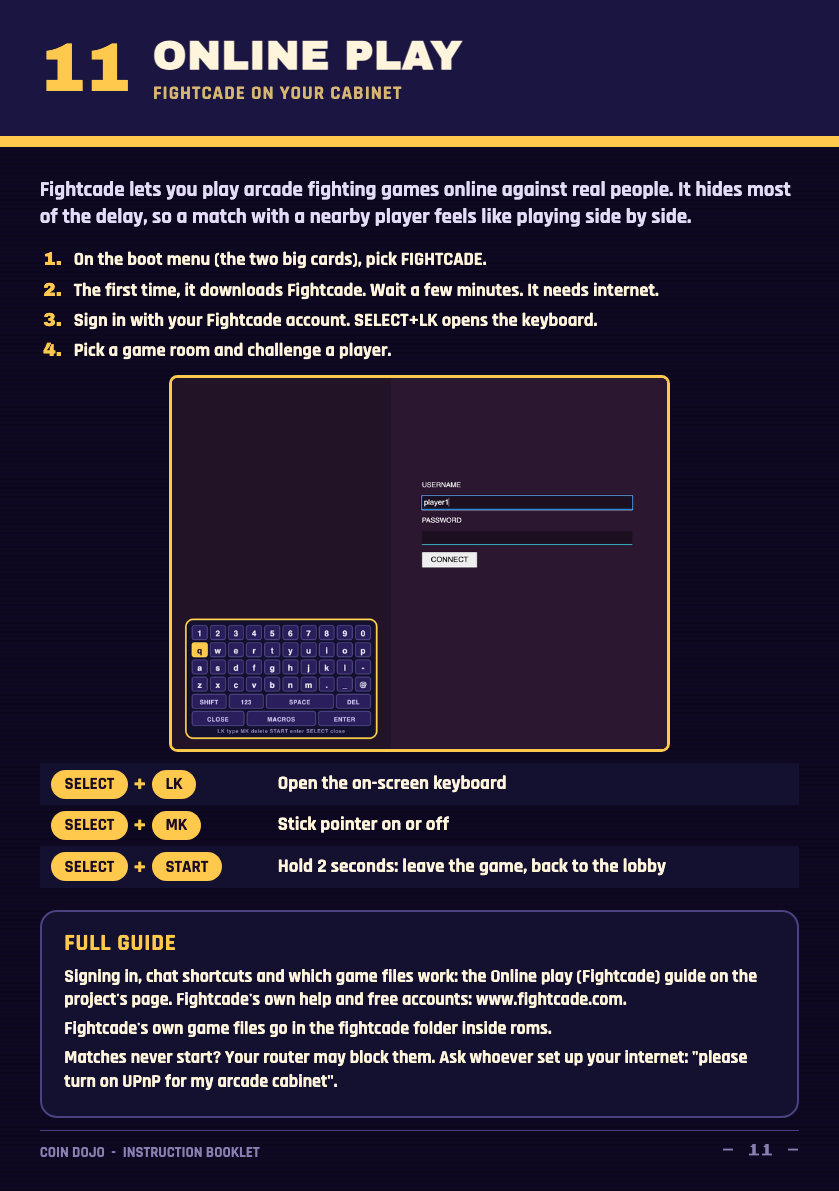 11
ONLINE PLAY
FIGHTCADE ON YOUR CABINET
Fightcade lets you play arcade fighting games online against real people. It hides most
of the delay, so a match with a nearby player feels like playing side by side.
1. On the boot menu (the two big cards), pick FIGHTCADE.
2. The first time, it downloads Fightcade. Wait a few minutes. It needs internet.
3. Sign in with your Fightcade account. SELECT+LK opens the keyboard.
4. Pick a game room and challenge a player.
USERNAME
player1
PASSWORD
CONNECT
1 2 3 4 5 6 7 8 9 0
q w e r t y u i o p
a s d f g h j k l -
z x c v b n m . _ @
SHIFT 123 SPACE DEL
CLOSE MACROS ENTER
LK type MK delete START enter SELECT close
SELECT + LK Open the on-screen keyboard
SELECT + MK Stick pointer on or off
SELECT + START Hold 2 seconds: leave the game, back to the lobby
FULL GUIDE
Signing in, chat shortcuts and which game files work: the Online play (Fightcade) guide on the
project's page. Fightcade's own help and free accounts: www.fightcade.com.
Fightcade's own game files go in the fightcade folder inside roms.
Matches never start? Your router may block them. Ask whoever set up your internet: "please
turn on UPnP for my arcade cabinet".
COIN DOJO - INSTRUCTION BOOKLET
– 11 –